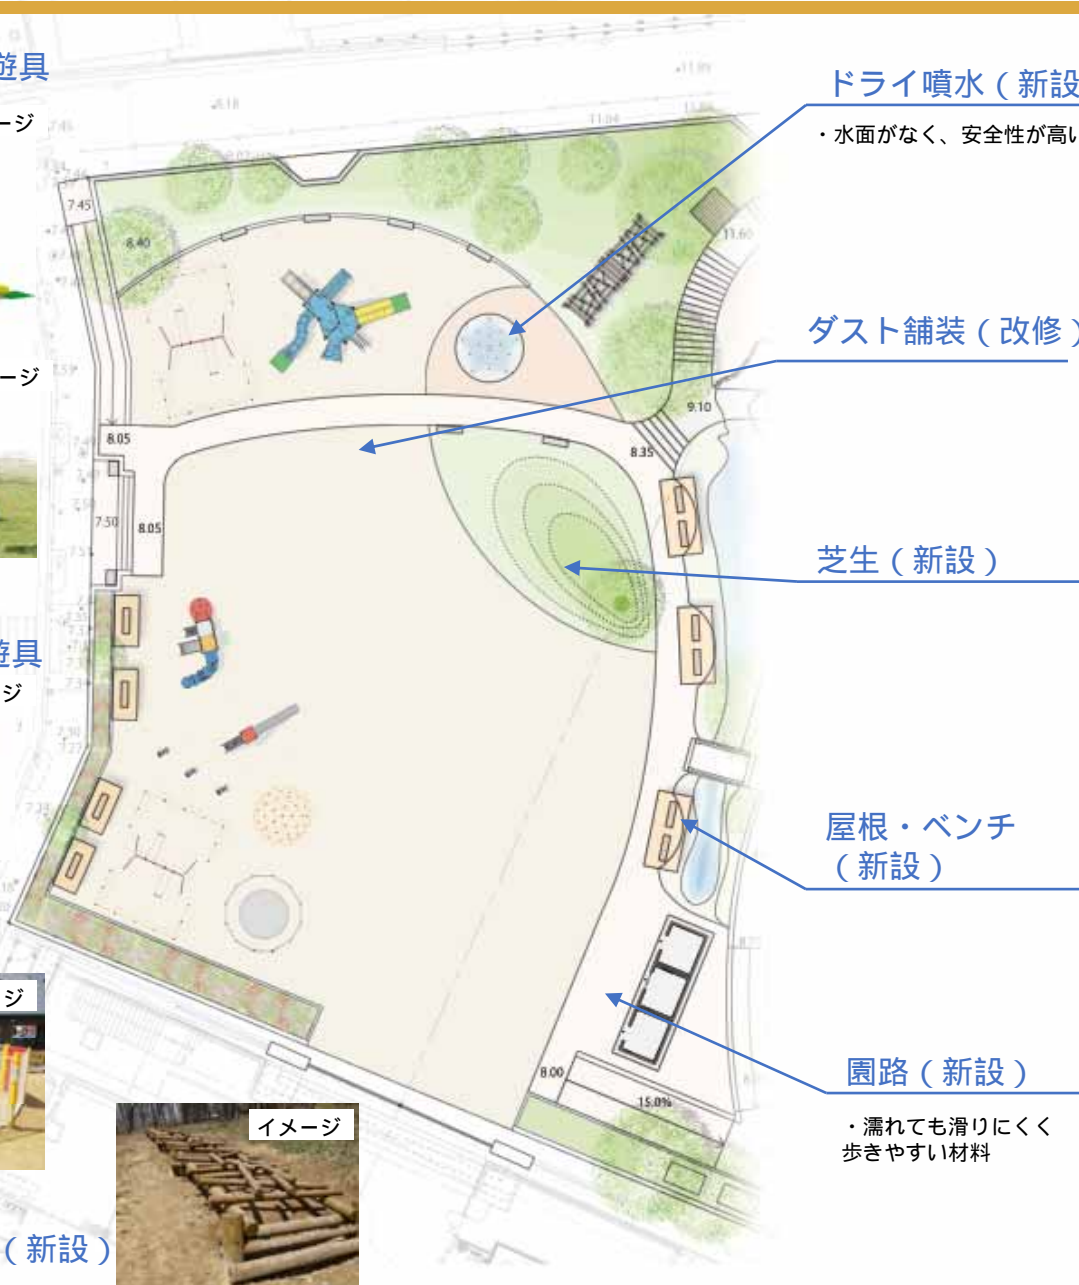 遊具
ージ
ージ
遊具
ジ
ジ
(新設)
イメージ
ドライ噴水(新設
・水面がなく、安全性が高い
ダスト舗装(改修)
芝生(新設)
屋根・ベンチ
(新設)
園路(新設)
・濡れても滑りにくく
歩きやすい材料
8.18
11.04
7.45
7.45
8.40
11.60
9.10
8.05
8.35
7.50
8.05
8.00
15.0%